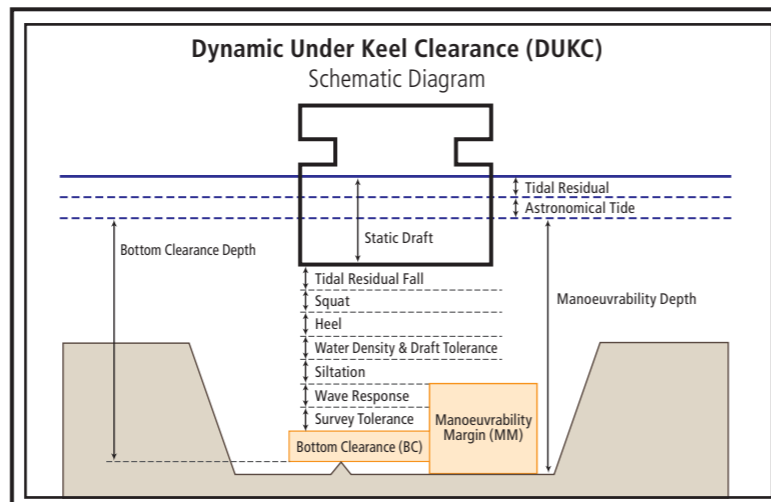 Dynamic Under Keel Clearance (DUKC)
Schematic Diagram
Tidal Residual
Astronomical Tide
Static Draft
Bottom Clearance Depth
Tidal Residual Fall
Squat
Manoeuvrability Depth
Heel
Water Density & Draft Tolerance
Siltation
Wave Response
Survey Tolerance
Bottom Clearance (BC)
Manoeuvrability
Margin (MM)